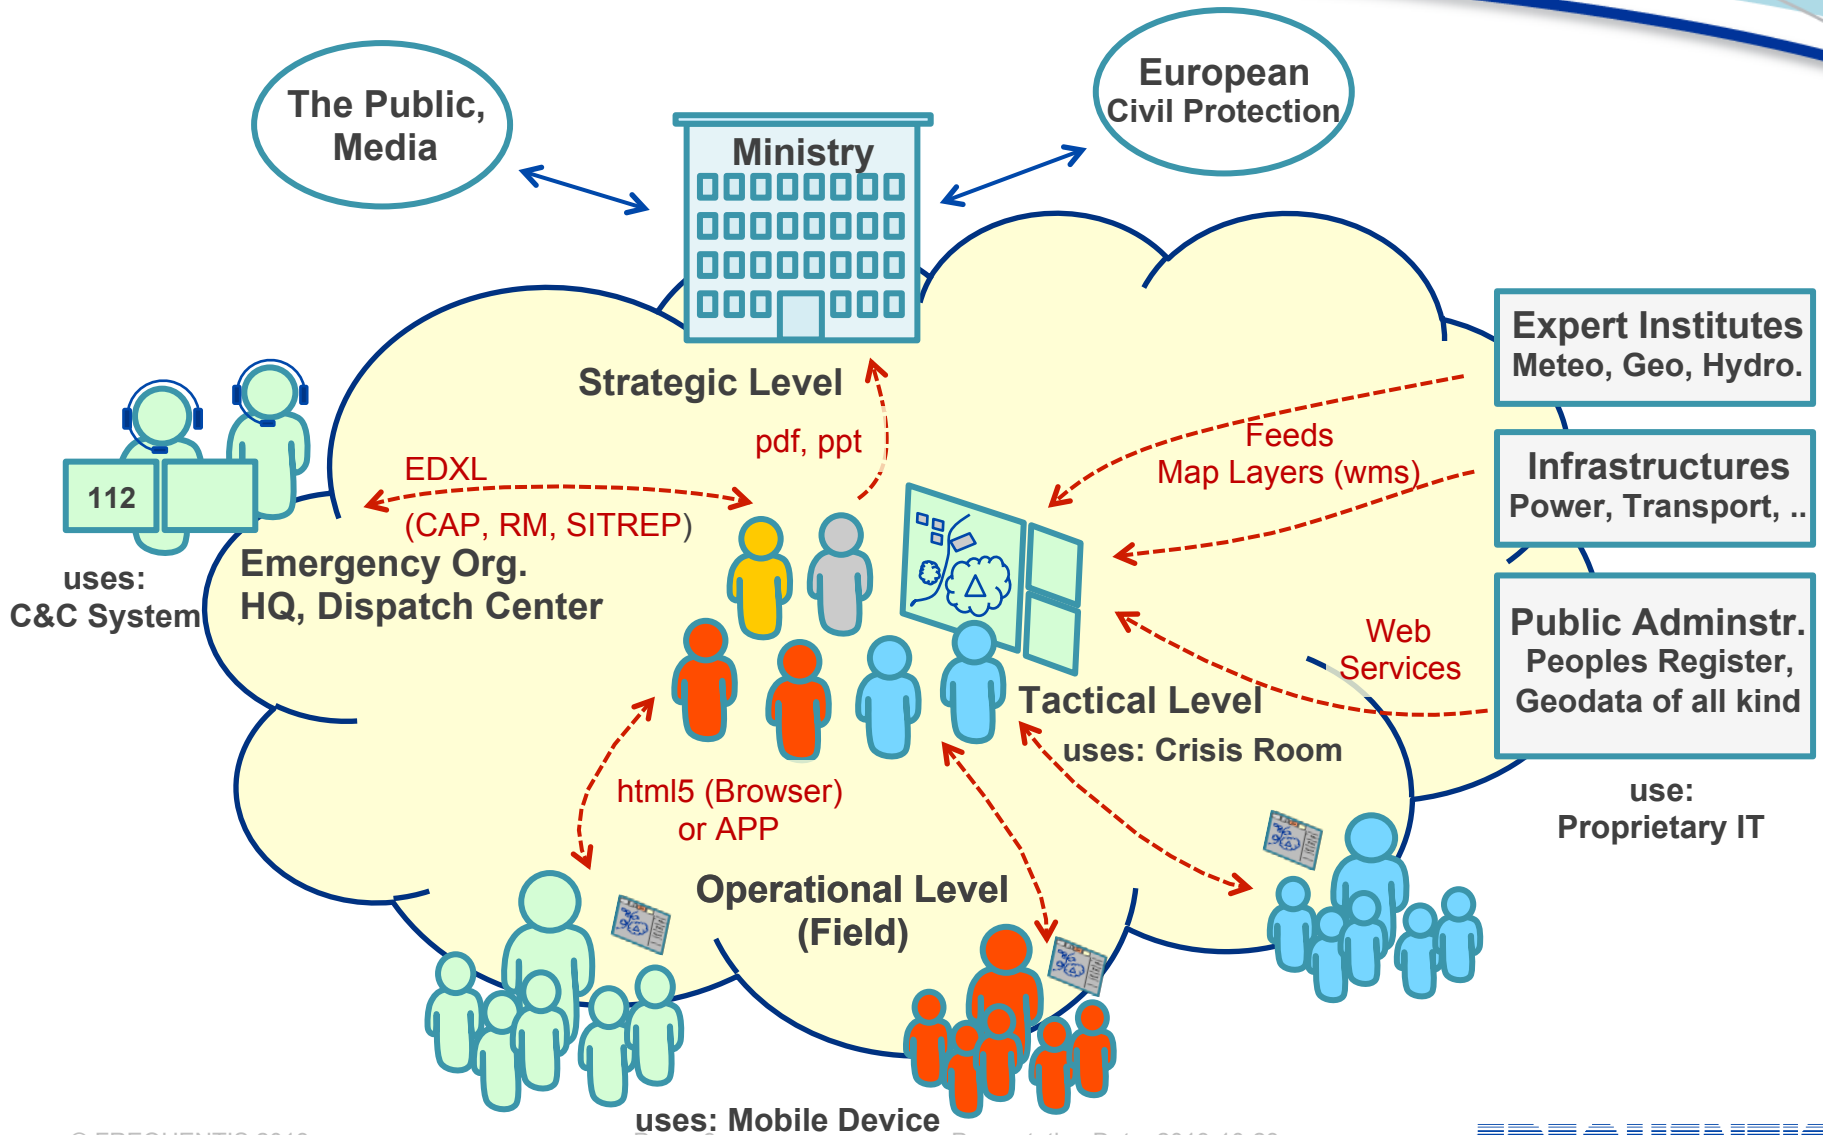 The Public,
Media
European
Civil Protection
Ministry
Strategic Level
pdf, ppt
EDXL
(CAP, RM, SITREP)
112
uses:
C&C System
Emergency Org.
HQ, Dispatch Center
Feeds
Map Layers (wms)
Expert Institutes
Meteo, Geo, Hydro.
Infrastructures
Power, Transport, ..
Public Adminstr.
Peoples Register,
Geodata of all kind
use:
Proprietary IT
Web
Services
Tactical Level
uses: Crisis Room
html5 (Browser)
or APP
Operational Level
(Field)
uses: Mobile Device